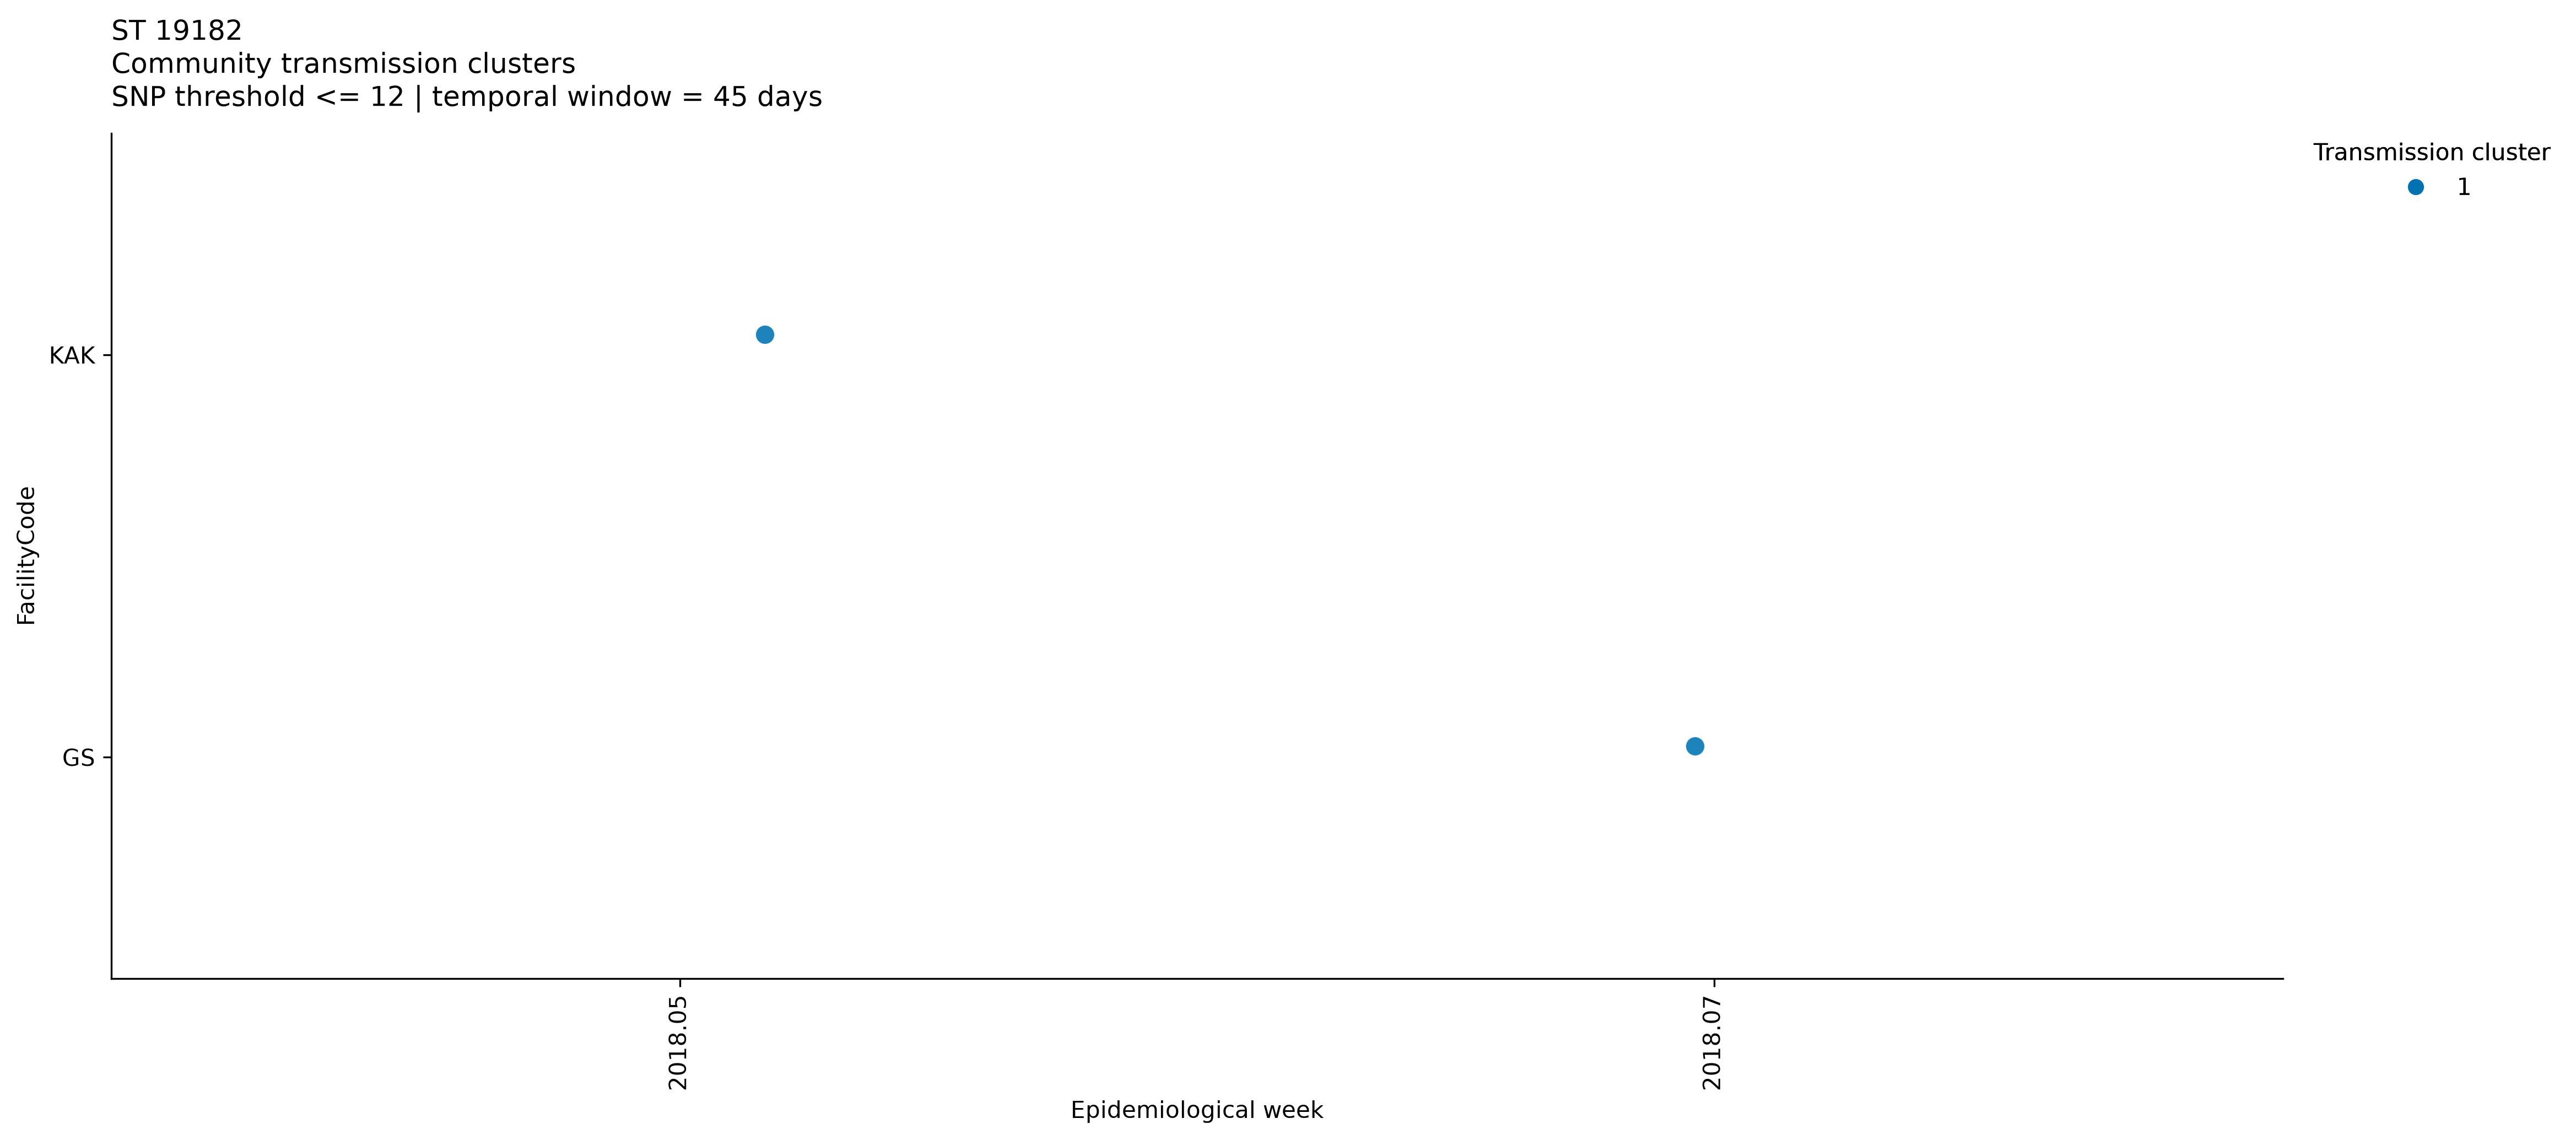 ST 19182
Community transmission clusters
SNP threshold <= 12 | temporal window = 45 days
Transmission cluster
1
KAK
GS
FacilityCode
2018.05
2018.07
Epidemiological week